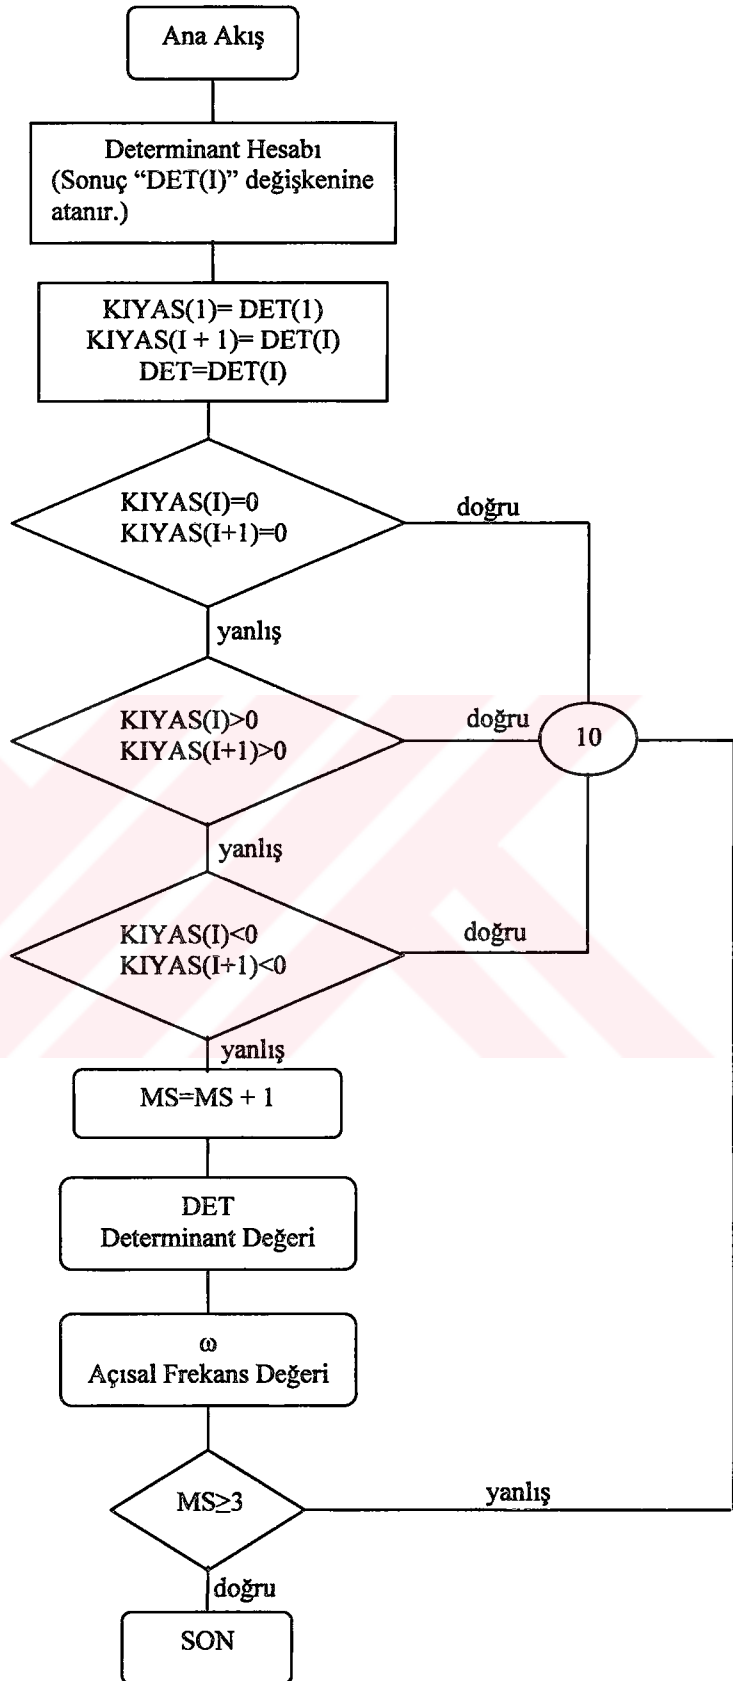 Ana Akış
Determinant Hesabı
(Sonuç “DET(I)” değişkenine
atanır.)
KIYAS(1)= DET(1)
KIYAS(I + 1)= DET(I)
DET=DET(I)
KIYAS(I)=0
KIYAS(I+1)=0
doğru
yanlış
KIYAS(I)>0
KIYAS(I+1)>0
doğru
10
yanlış
KIYAS(I)<0
KIYAS(I+1)<0
doğru
yanlış
MS=MS + 1
DET
Determinant Değeri
ω
Açısal Frekans Değeri
MS≥3
yanlış
doğru
SON